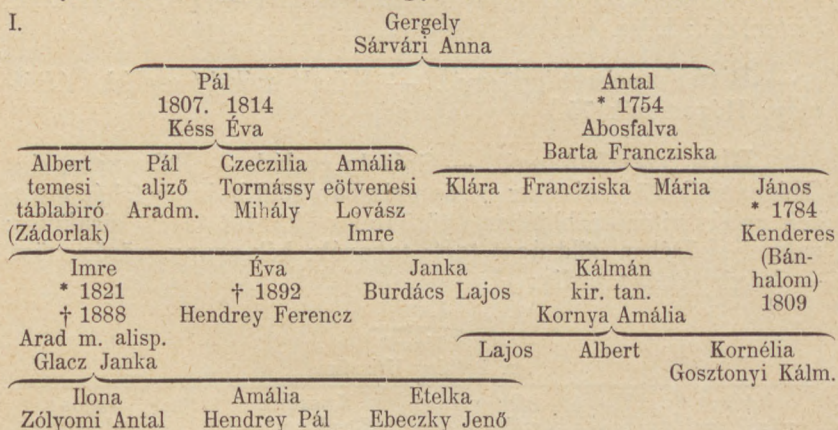 I.
Gergely
Sárvári Anna
Pál
1807. 1814
Késs Éva
Antal
* 1754
Abosfalva
Barta Francziska
Albert
temesi
táblabiró
(Zádorlak)
Pál
aljző
Aradm.
Czeczilia
Tormássy
Mihály
Amália
eötvenesi
Lovász
Imre
Klára
Francziska
Mária
János
* 1784
Kenderes
(Bán-
halom)
1809
Imre
* 1821
† 1888
Arad m. alisp.
Glacz Janka
Éva
† 1892
Hendrey Ferencz
Janka
Burdács Lajos
Kálmán
kir. tan.
Kornya Amália
Lajos
Albert
Kornélia
Gosztonyi Kálm.
Ilona
Zólyomi Antal
Amália
Hendrey Pál
Etelka
Ebeczky Jenő